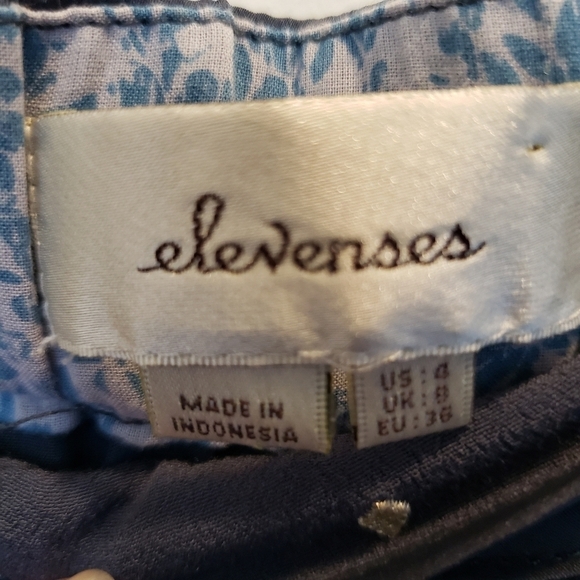 elevenses
MADE IN
INDONESIA
US : 4
UK : 8
EU : 36